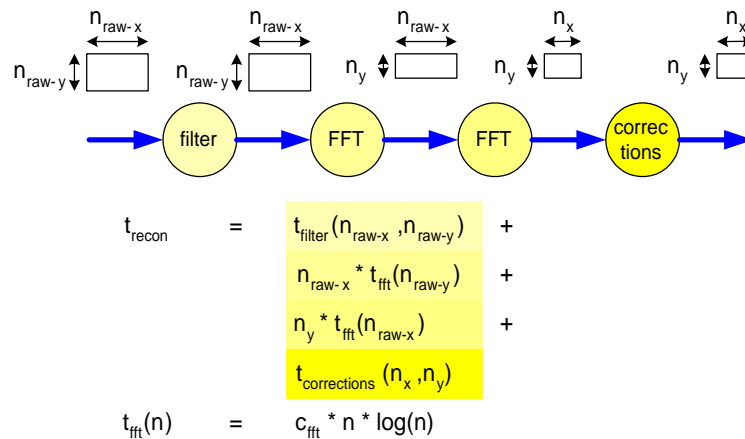 n_raw-x n_raw-x n_raw-x n_x n_x
n_raw-y n_raw-y n_y n_y n_y
filter FFT FFT correc
tions
t_recon = t_filter(n_raw-x ,n_raw-y) +
n_raw-x * t_fft(n_raw-y) +
n_y * t_fft(n_raw-x) +
t_corrections (n_x ,n_y)
t_fft(n) = c_fft * n * log(n)